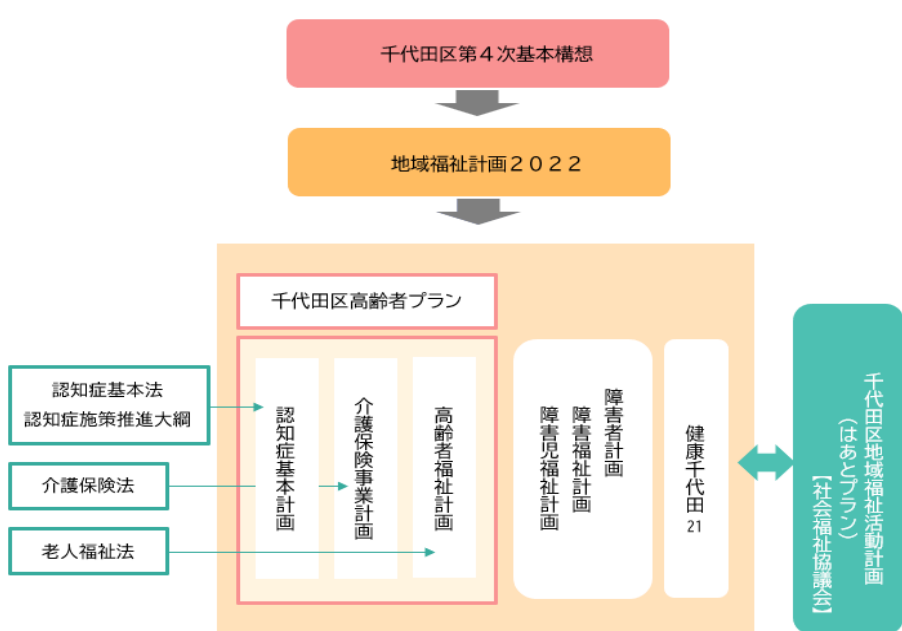 千代田区第４次基本構想
地域福祉計画２０２２
千代田区高齢者プラン
認知症基本法
認知症施策推進大綱
介護保険法
老人福祉法
認知症基本計画
介護保険事業計画
高齢者福祉計画
障害者計画
障害福祉計画
障害児福祉計画
健康千代田21
千代田区地域福祉活動計画
（はあとプラン）
【社会福祉協議会】